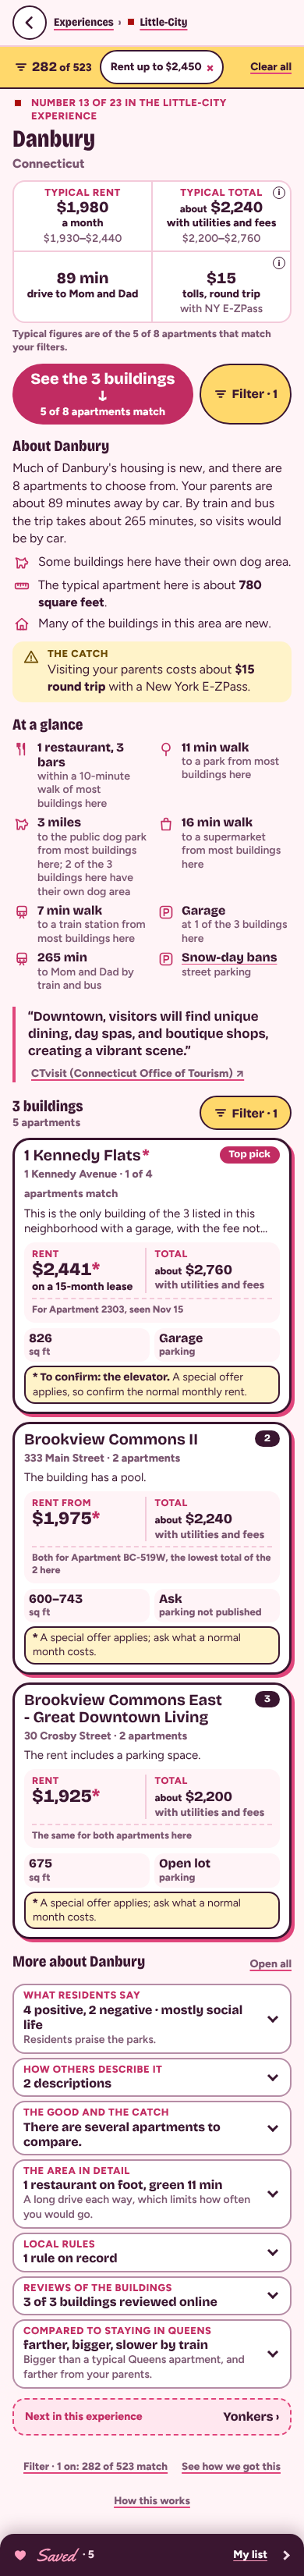 Experiences › Little-City
282 of 523 Rent up to $2,450 × Clear all
NUMBER 13 OF 23 IN THE LITTLE-CITY
EXPERIENCE
Danbury
Connecticut
TYPICAL RENT
$1,980
a month
$1,930–$2,440
TYPICAL TOTAL
about $2,240
with utilities and fees
$2,200–$2,760
89 min
drive to Mom and Dad
$15
tolls, round trip
with NY E-ZPass
Typical figures are of the 5 of 8 apartments that match
your filters.
See the 3 buildings
↓
5 of 8 apartments match
Filter · 1
About Danbury
Much of Danbury's housing is new, and there are
8 apartments to choose from. Your parents are
about 89 minutes away by car. By train and bus
the trip takes about 265 minutes, so visits would
be by car.
Some buildings here have their own dog area.
The typical apartment here is about 780
square feet.
Many of the buildings in this area are new.
THE CATCH
Visiting your parents costs about $15
round trip with a New York E-ZPass.
At a glance
1 restaurant, 3
bars
within a 10-minute
walk of most
buildings here
11 min walk
to a park from most
buildings here
3 miles
to the public dog park
from most buildings
here; 2 of the 3
buildings here have
their own dog area
16 min walk
to a supermarket
from most buildings
here
7 min walk
to a train station from
most buildings here
Garage
at 1 of the 3 buildings
here
265 min
to Mom and Dad by
train and bus
Snow-day bans
street parking
“Downtown, visitors will find unique
dining, day spas, and boutique shops,
creating a vibrant scene.”
CTvisit (Connecticut Office of Tourism) ↗
3 buildings
5 apartments
Filter · 1
1 Kennedy Flats*
Top pick
1 Kennedy Avenue · 1 of 4
apartments match
This is the only building of the 3 listed in this
neighborhood with a garage, with the fee not...
RENT
$2,441*
on a 15-month lease
TOTAL
about $2,760
with utilities and fees
For Apartment 2303, seen Nov 15
826
sq ft
Garage
parking
* To confirm: the elevator. A special offer
applies, so confirm the normal monthly rent.
Brookview Commons II
2
333 Main Street · 2 apartments
The building has a pool.
RENT FROM
$1,975*
TOTAL
about $2,240
with utilities and fees
Both for Apartment BC-519W, the lowest total of the
2 here
600–743
sq ft
Ask
parking not published
* A special offer applies; ask what a normal
month costs.
Brookview Commons East
- Great Downtown Living
3
30 Crosby Street · 2 apartments
The rent includes a parking space.
RENT
$1,925*
TOTAL
about $2,200
with utilities and fees
The same for both apartments here
675
sq ft
Open lot
parking
* A special offer applies; ask what a normal
month costs.
More about Danbury
Open all
WHAT RESIDENTS SAY
4 positive, 2 negative · mostly social
life
Residents praise the parks.
HOW OTHERS DESCRIBE IT
2 descriptions
THE GOOD AND THE CATCH
There are several apartments to
compare.
THE AREA IN DETAIL
1 restaurant on foot, green 11 min
A long drive each way, which limits how often
you would go.
LOCAL RULES
1 rule on record
REVIEWS OF THE BUILDINGS
3 of 3 buildings reviewed online
COMPARED TO STAYING IN QUEENS
farther, bigger, slower by train
Bigger than a typical Queens apartment, and
farther from your parents.
Next in this experience
Yonkers ›
Filter · 1 on: 282 of 523 match
See how we got this
How this works
Saved · 5
My list